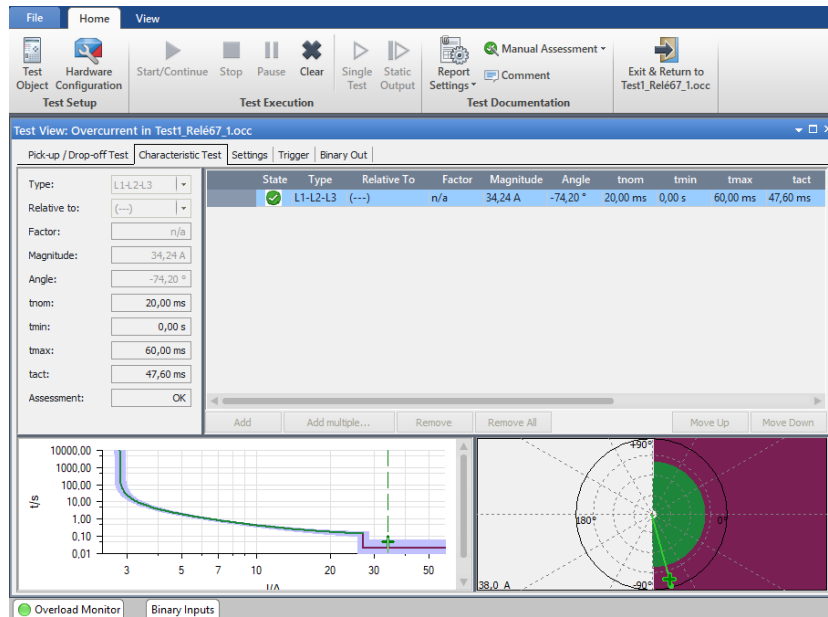 File Home View
Test Object
Hardware Configuration
Start/Continue
Stop
Pause
Clear
Single Test
Static Output
Report Settings
Manual Assessment
Comment
Exit & Return to Test1_Relé67_1.occ
Test Setup Test Execution Test Documentation
Test View: Overcurrent in Test1_Relé67_1.occ
Pick-up / Drop-off Test Characteristic Test Settings Trigger Binary Out
Type: L1-L2-L3
Relative to: (---)
Factor: n/a
Magnitude: 34,24 A
Angle: -74,20 °
tnom: 20,00 ms
tmin: 0,00 s
tmax: 60,00 ms
tact: 47,60 ms
Assessment: OK
State Type Relative To Factor Magnitude Angle tnom tmin tmax tact
L1-L2-L3 (---) n/a 34,24 A -74,20 ° 20,00 ms 0,00 s 60,00 ms 47,60 ms
Add Add multiple... Remove Remove All Move Up Move Down
t/s
10000,00
1000,00
100,00
10,00
1,00
0,10
0,01
3 5 7 10 20 30 50
I/A
+90°
180°
0°
-90°
38,0 A
Overload Monitor Binary Inputs